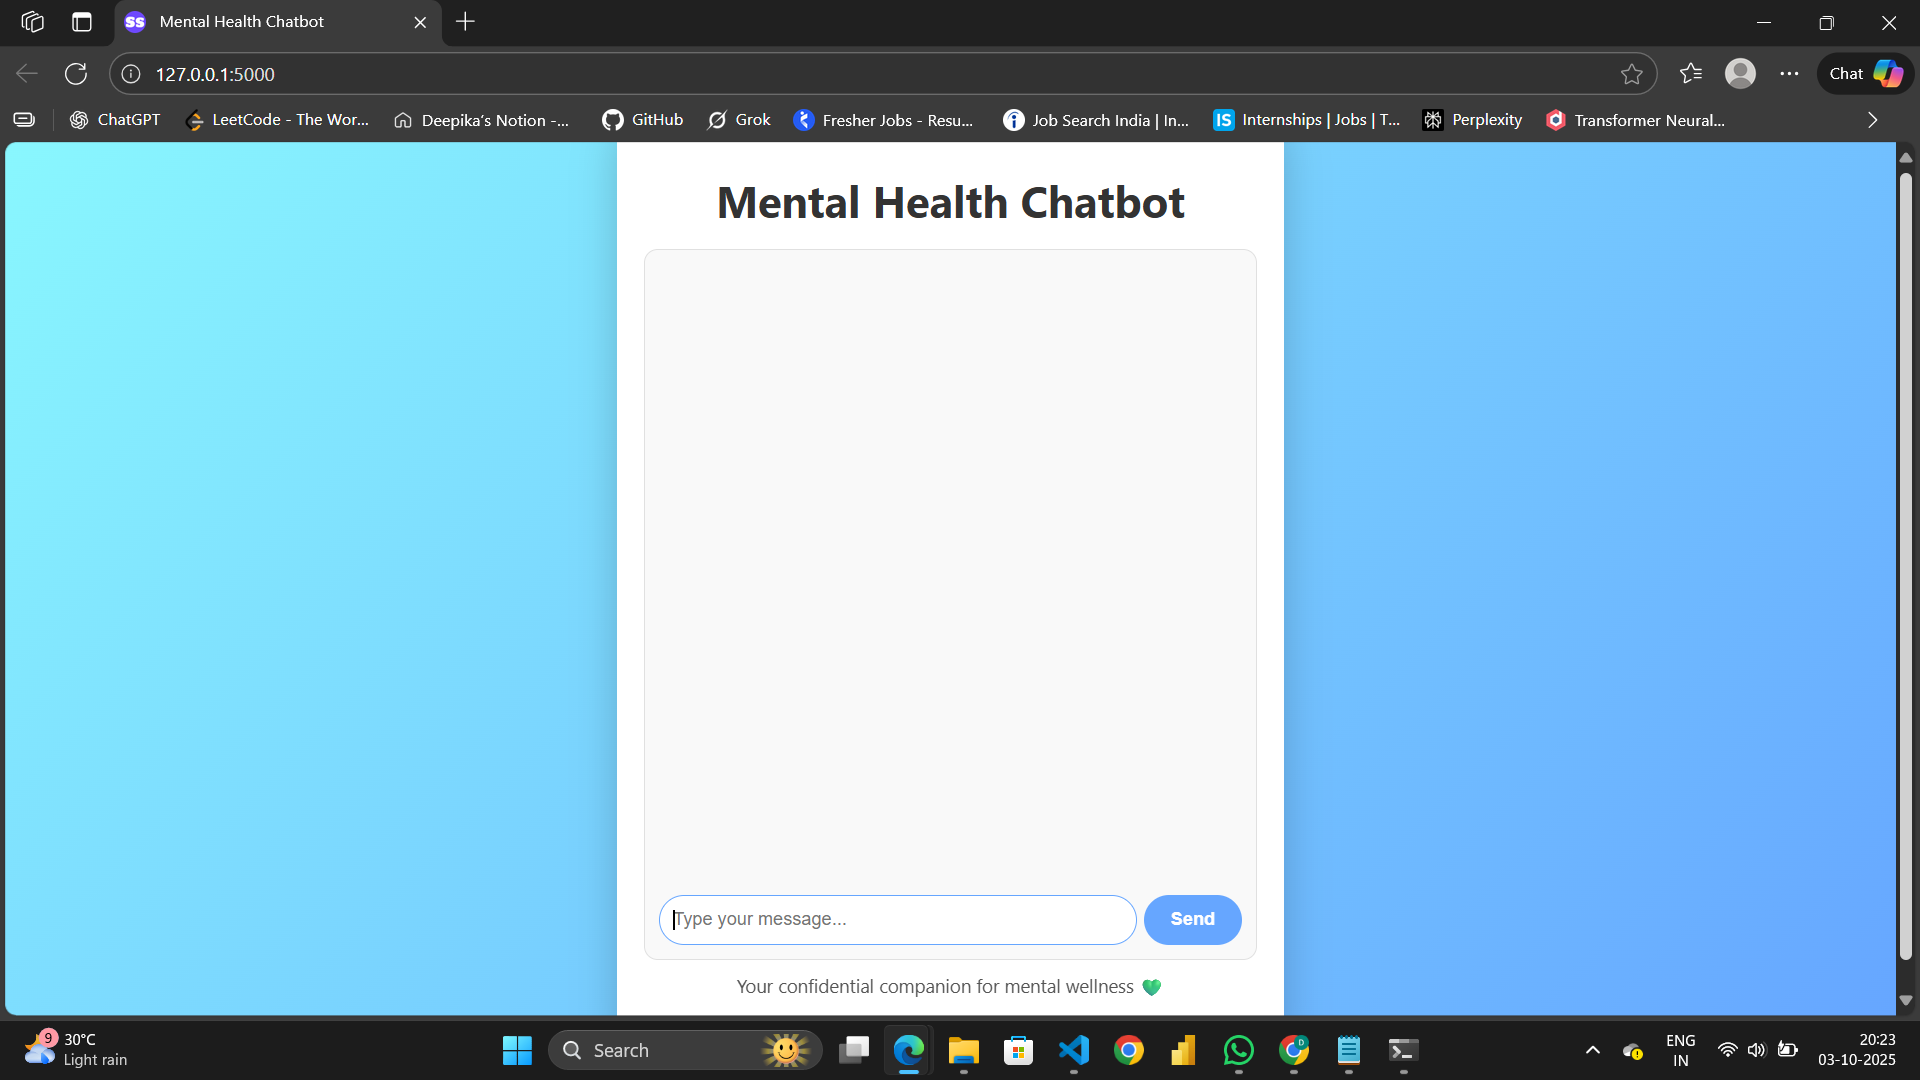 SS Mental Health Chatbot
127.0.0.1:5000
Chat
ChatGPT
LeetCode - The Wor...
Deepika's Notion -...
GitHub
Grok
Fresher Jobs - Resu...
Job Search India | In...
IS Internships | Jobs | T...
Perplexity
Transformer Neural...
Mental Health Chatbot
Type your message...
Send
Your confidential companion for mental wellness
9
30°C
Light rain
Search
D
ENG
IN
20:23
03-10-2025